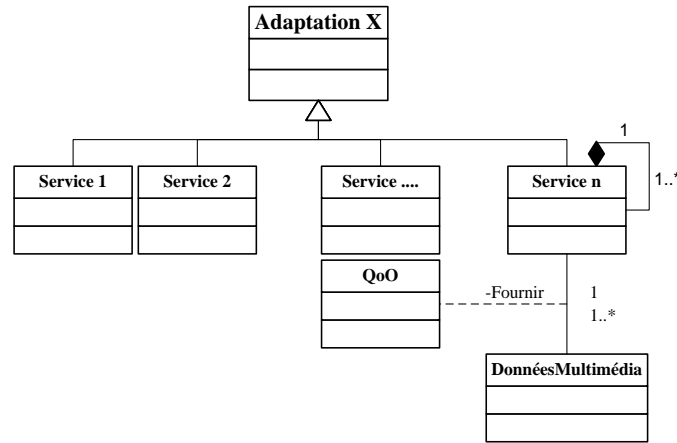 Adaptation X
1
Service 1
Service 2
Service ....
Service n
1..*
QoO
-Fournir
1
1..*
DonnéesMultimédia